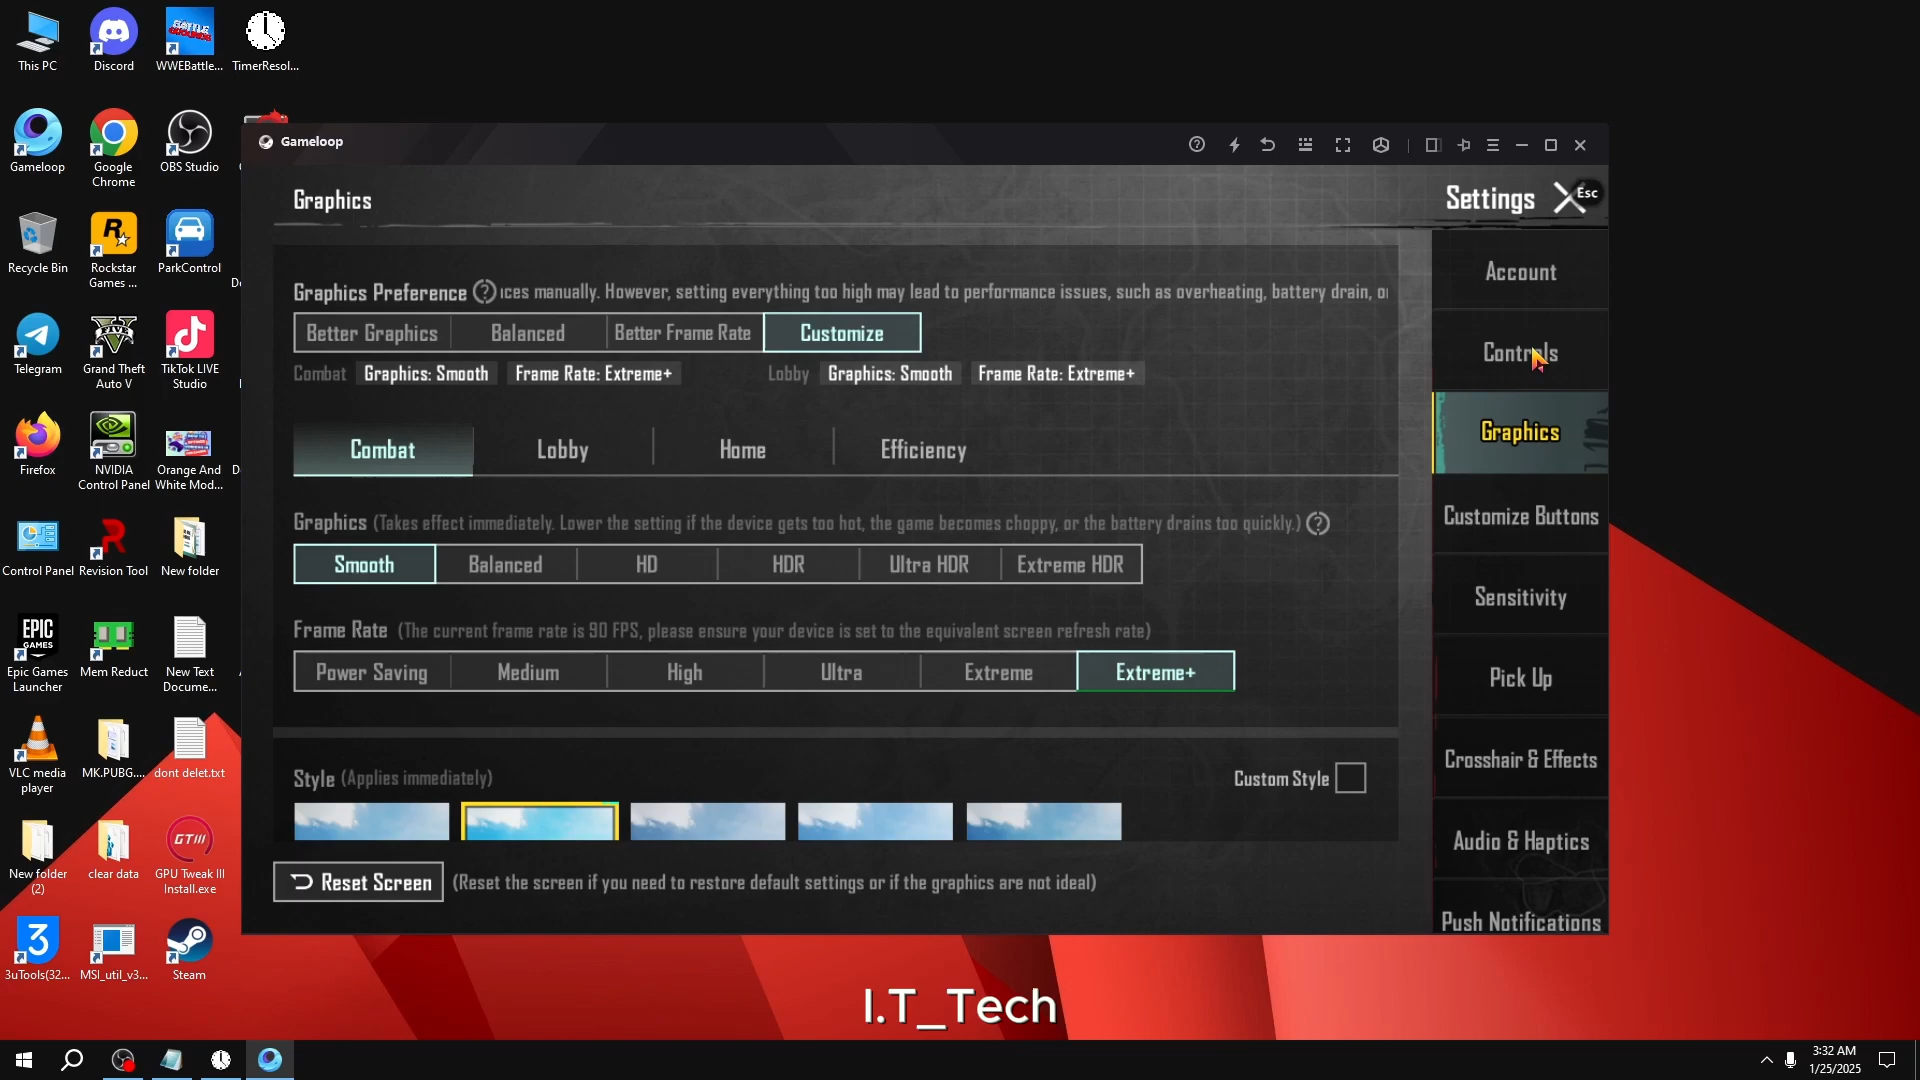 This PC
Discord
WWEBattle...
TimerResol...
Gameloop
Google Chrome
OBS Studio
Recycle Bin
Rockstar Games ...
ParkControl
Telegram
Grand Theft Auto V
TikTok LIVE Studio
Firefox
NVIDIA Control Panel
Orange And White Mod...
Control Panel
Revision Tool
New folder
Epic Games Launcher
Mem Reduct
New Text Docume...
VLC media player
MK.PUBG....
dont delet.txt
New folder (2)
clear data
GPU Tweak III Install.exe
3uTools(32...
MSI_util_v3...
Steam
Gameloop
Graphics
Settings
Esc
Graphics Preference ? ices manually. However, setting everything too high may lead to performance issues, such as overheating, battery drain, o
Better Graphics
Balanced
Better Frame Rate
Customize
Combat
Graphics: Smooth
Frame Rate: Extreme+
Lobby
Graphics: Smooth
Frame Rate: Extreme+
Combat
Lobby
Home
Efficiency
Graphics (Takes effect immediately. Lower the setting if the device gets too hot, the game becomes choppy, or the battery drains too quickly.) ?
Smooth
Balanced
HD
HDR
Ultra HDR
Extreme HDR
Frame Rate (The current frame rate is 90 FPS, please ensure your device is set to the equivalent screen refresh rate)
Power Saving
Medium
High
Ultra
Extreme
Extreme+
Style (Applies immediately)
Custom Style
Reset Screen (Reset the screen if you need to restore default settings or if the graphics are not ideal)
Account
Controls
Graphics
Customize Buttons
Sensitivity
Pick Up
Crosshair & Effects
Audio & Haptics
Push Notifications
I.T_Tech
3:32 AM
1/25/2025